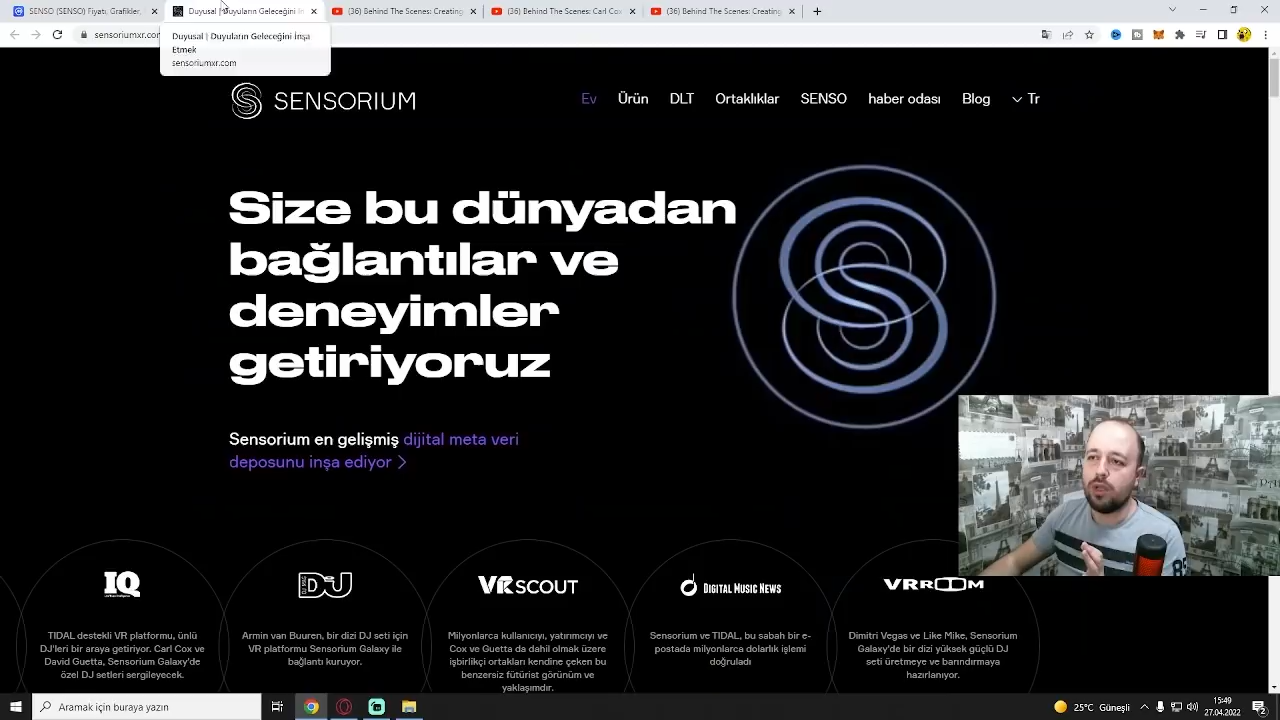 SENSO (SENSO) Fiyatı, Grafikler,
Duyusal | Duyuların Geleceğini İn
(36) Behind The Scenes: Creating
(36) Behind The Scenes: Carl Cox
(36) Behind The Scenes: Creating
sensoriumxr.com
Duyusal | Duyuların Geleceğini İnşa
Etmek
sensoriumxr.com
SENSORIUM
Ev
Ürün
DLT
Ortaklıklar
SENSO
haber odası
Blog
Tr
Size bu dünyadan
bağlantılar ve
deneyimler
getiriyoruz
Sensorium en gelişmiş dijital meta veri
deposunu inşa ediyor
IQ
DJ
VRSCOUT
DIGITAL MUSIC NEWS
VRROOM
TIDAL destekli VR platformu, ünlü
DJ'leri bir araya getiriyor. Carl Cox ve
David Guetta, Sensorium Galaxy'de
özel DJ setleri sergileyecek.
Armin van Buuren, bir dizi DJ seti için
VR platformu Sensorium Galaxy ile
bağlantı kuruyor.
Milyonlarca kullanıcıyı, yatırımcıyı ve
Cox ve Guetta da dahil olmak üzere
işbirlikçi ortakları kendine çeken bu
benzersiz fütürist görünüm ve
yaklaşımdır.
Sensorium ve TIDAL, bu sabah bir e-
postada milyonlarca dolarlık işlemi
doğruladı
Dimitri Vegas ve Like Mike, Sensorium
Galaxy'de bir dizi yüksek güçlü DJ
seti üretmeye ve barındırmaya
hazırlanıyor.
Aramak için buraya yazın
25°C Güneşli
15:49
27.04.2022
2